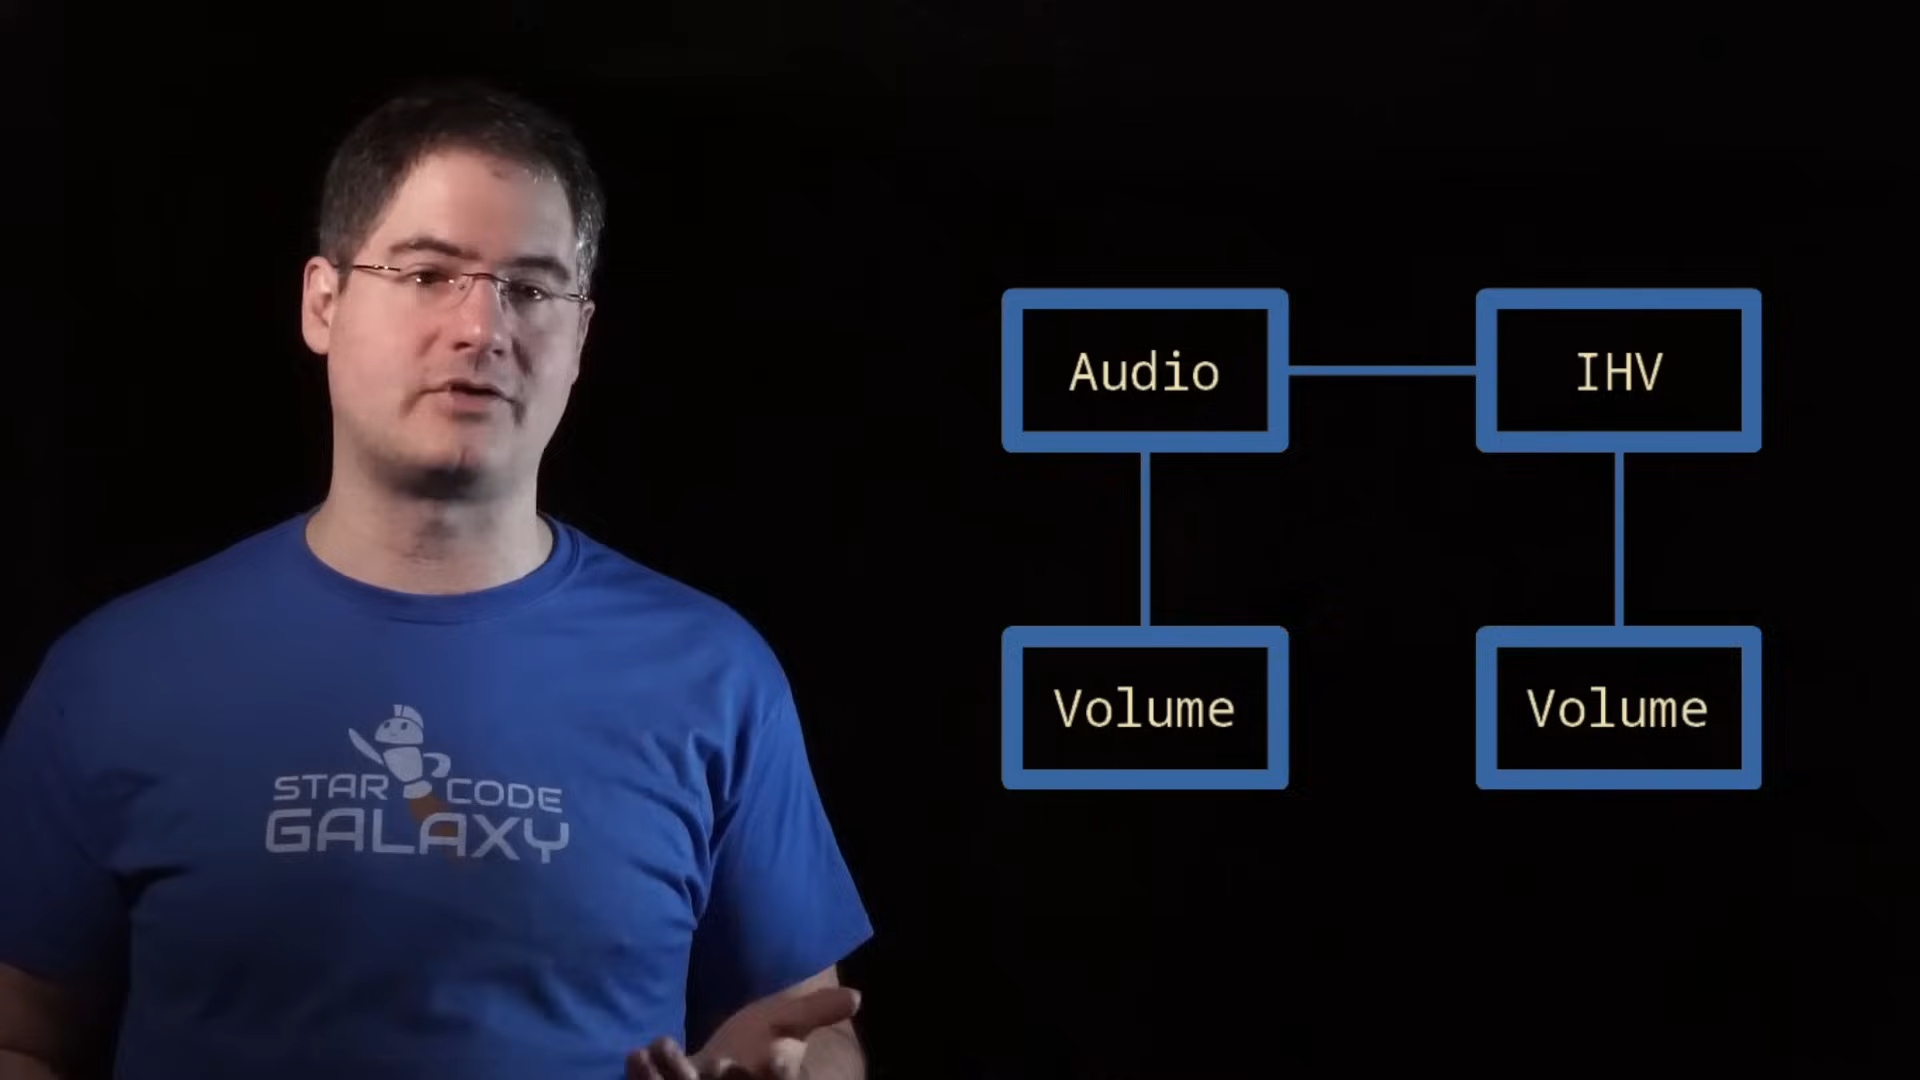 Audio
IHV
Volume
Volume
STAR CODE
GALAXY